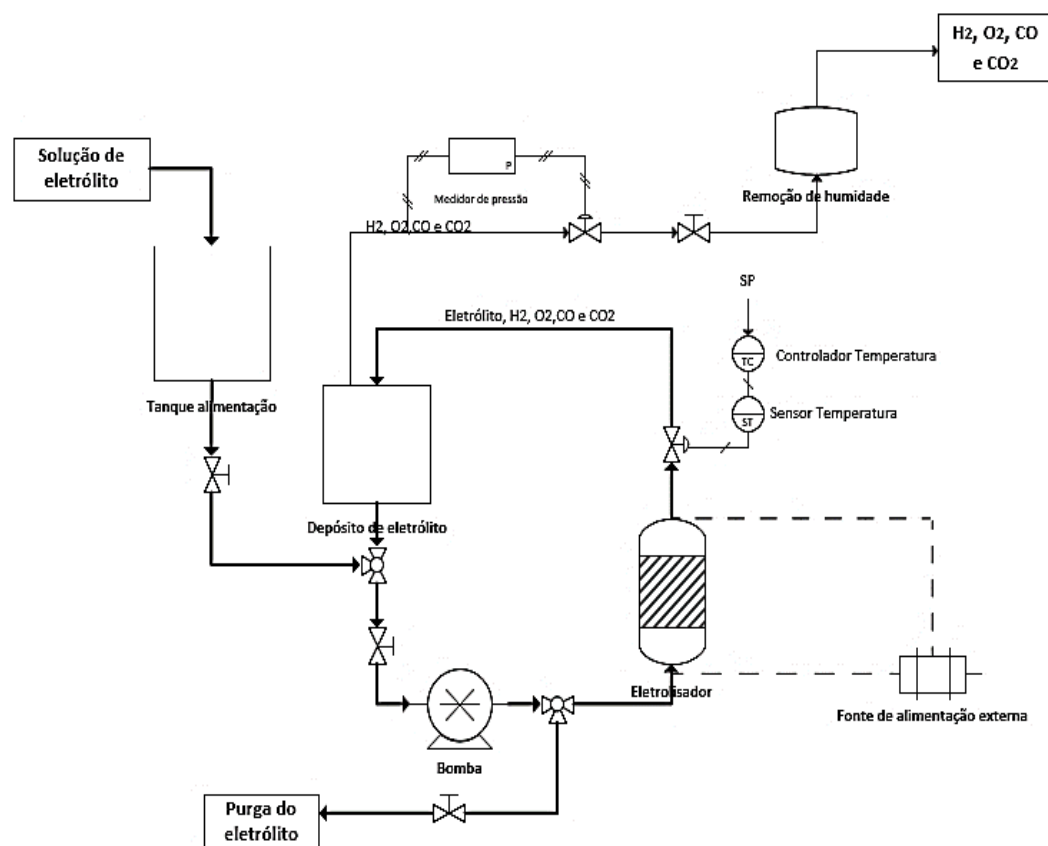 H2, O2, CO
e CO2
Solução de
eletrólito
P
Medidor de pressão
Remoção de humidade
H2, O2,CO e CO2
SP
Eletrólito, H2, O2,CO e CO2
TC
Controlador Temperatura
Tanque alimentação
ST
Sensor Temperatura
Depósito de eletrólito
Eletrolisador
Fonte de alimentação externa
Bomba
Purga do
eletrólito